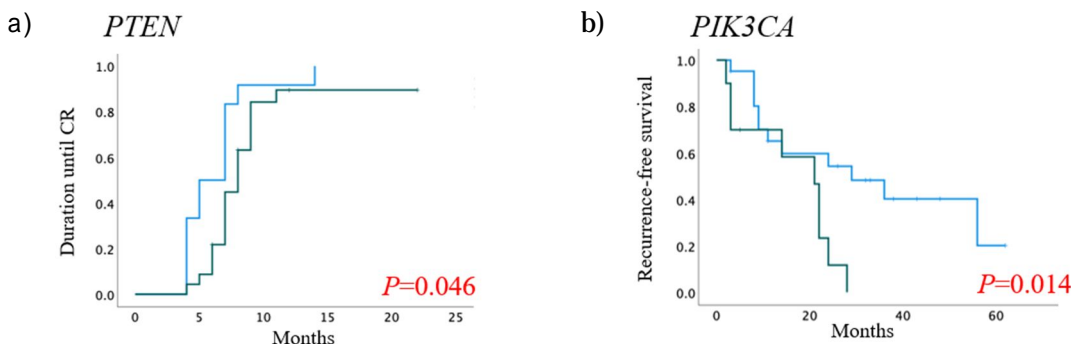 a)
PTEN
Duration until CR
1.0
0.8
0.6
0.4
0.2
0.0
0 5 10 15 20 25
Months
P=0.046
b)
PIK3CA
Recurrence-free survival
1.0
0.8
0.6
0.4
0.2
0.0
0 20 40 60
Months
P=0.014